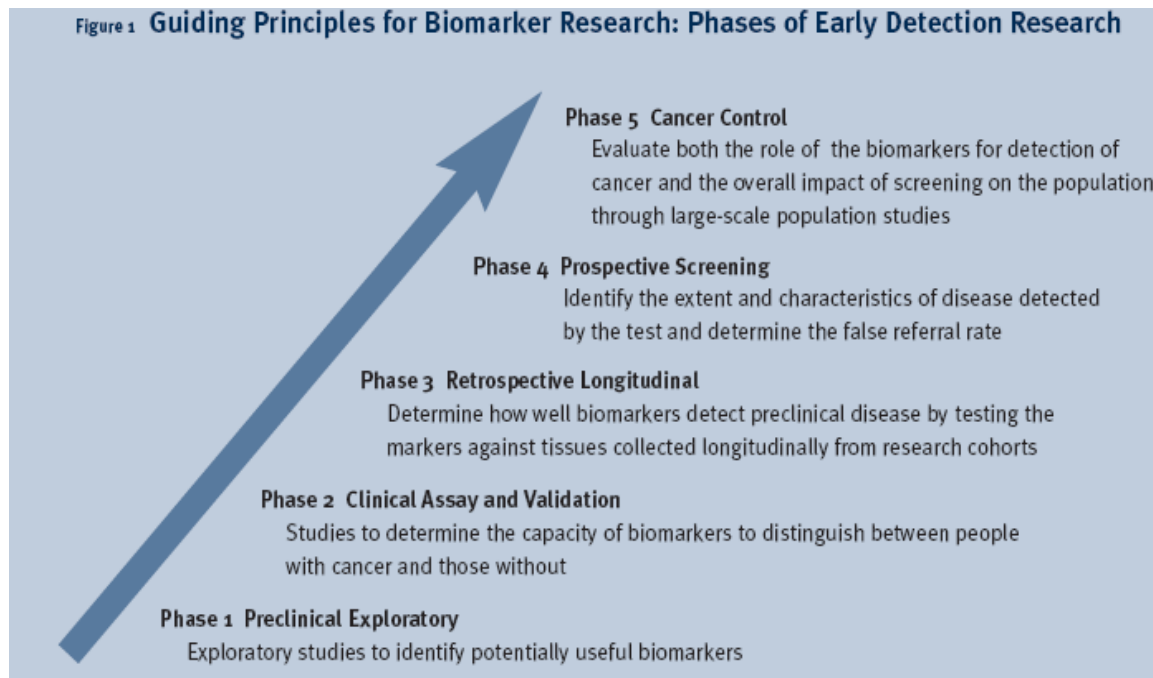 Figure 1 Guiding Principles for Biomarker Research: Phases of Early Detection Research
Phase 5 Cancer Control
Evaluate both the role of the biomarkers for detection of
cancer and the overall impact of screening on the population
through large-scale population studies
Phase 4 Prospective Screening
Identify the extent and characteristics of disease detected
by the test and determine the false referral rate
Phase 3 Retrospective Longitudinal
Determine how well biomarkers detect preclinical disease by testing the
markers against tissues collected longitudinally from research cohorts
Phase 2 Clinical Assay and Validation
Studies to determine the capacity of biomarkers to distinguish between people
with cancer and those without
Phase 1 Preclinical Exploratory
Exploratory studies to identify potentially useful biomarkers